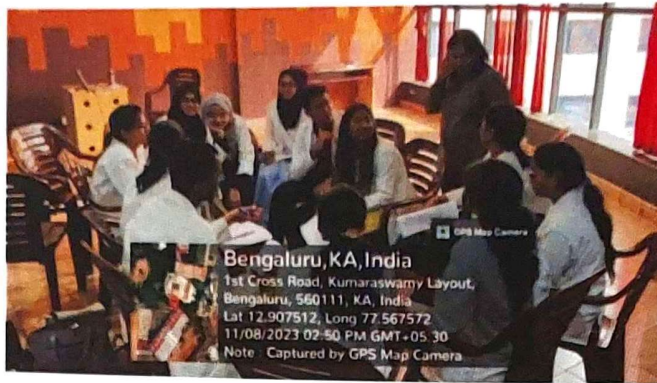 GPS Map Camera
Bengaluru,KA,India
1st Cross Road, Kumaraswamy Layout,
Bengaluru, 560111, KA, India
Lat 12.907512, Long 77.567572
11/08/2023 02:50 PM GMT+05:30
Note : Captured by GPS Map Camera